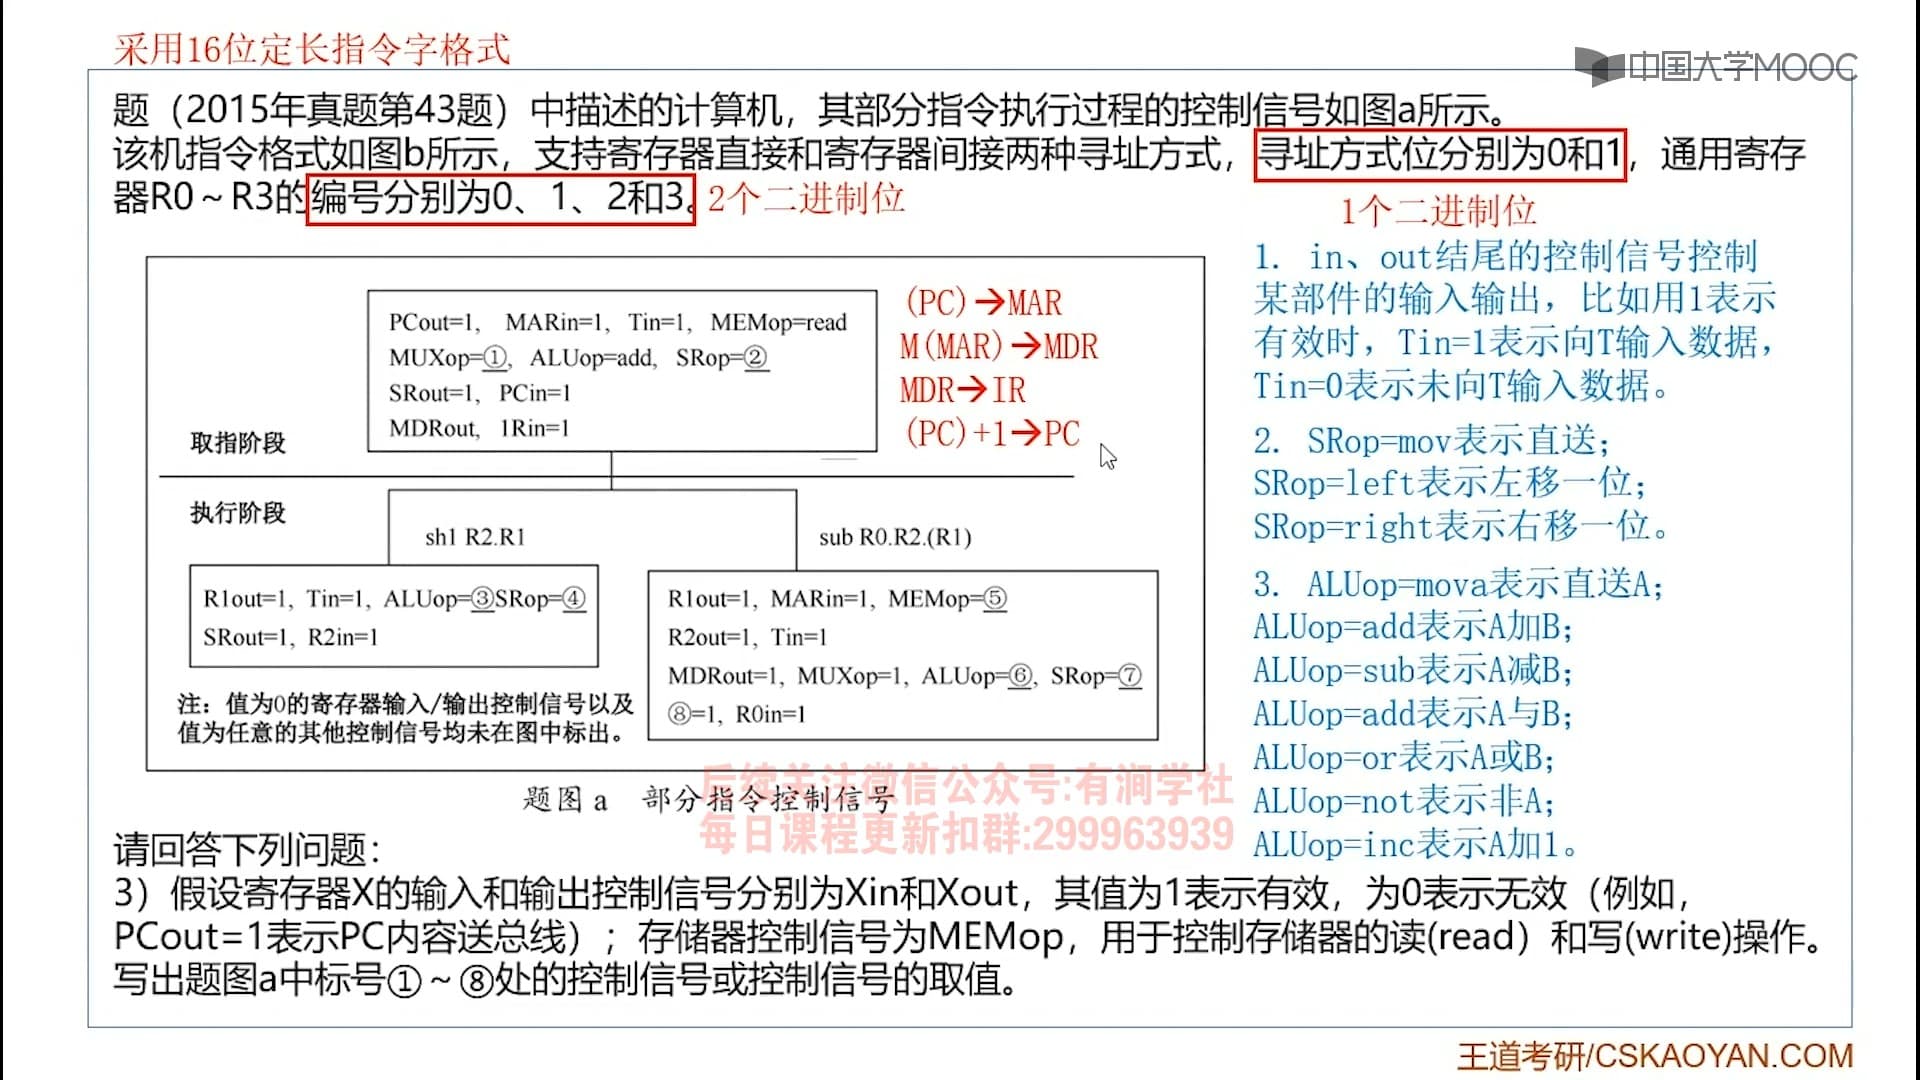 采用16位定长指令字格式
中国大学MOOC
题（2015年真题第43题）中描述的计算机，其部分指令执行过程的控制信号如图a所示。
该机指令格式如图b所示，支持寄存器直接和寄存器间接两种寻址方式，寻址方式位分别为0和1，通用寄存
器R0～R3的编号分别为0、1、2和3。 2个二进制位
1个二进制位
PCout=1, MARin=1, Tin=1, MEMop=read
MUXop=①, ALUop=add, SRop=②
SRout=1, PCin=1
MDRout, 1Rin=1
取指阶段
(PC)→MAR
M(MAR)→MDR
MDR→IR
(PC)+1→PC
执行阶段
sh1 R2.R1
sub R0.R2.(R1)
R1out=1, Tin=1, ALUop=③SRop=④
SRout=1, R2in=1
R1out=1, MARin=1, MEMop=⑤
R2out=1, Tin=1
MDRout=1, MUXop=1, ALUop=⑥, SRop=⑦
⑧=1, R0in=1
注：值为0的寄存器输入/输出控制信号以及
值为任意的其他控制信号均未在图中标出。
题图 a 部分指令控制信号
1. in、out结尾的控制信号控制
某部件的输入输出，比如用1表示
有效时，Tin=1表示向T输入数据，
Tin=0表示未向T输入数据。
2. SRop=mov表示直送；
SRop=left表示左移一位；
SRop=right表示右移一位。
3. ALUop=mova表示直送A；
ALUop=add表示A加B；
ALUop=sub表示A减B；
ALUop=add表示A与B；
ALUop=or表示A或B；
ALUop=not表示非A；
ALUop=inc表示A加1。
后续关注微信公众号:有涧学社
每日课程更新扣群:299963939
请回答下列问题：
3）假设寄存器X的输入和输出控制信号分别为Xin和Xout，其值为1表示有效，为0表示无效（例如，
PCout=1表示PC内容送总线）；存储器控制信号为MEMop，用于控制存储器的读(read）和写(write)操作。
写出题图a中标号①～⑧处的控制信号或控制信号的取值。
王道考研/CSKAOYAN.COM